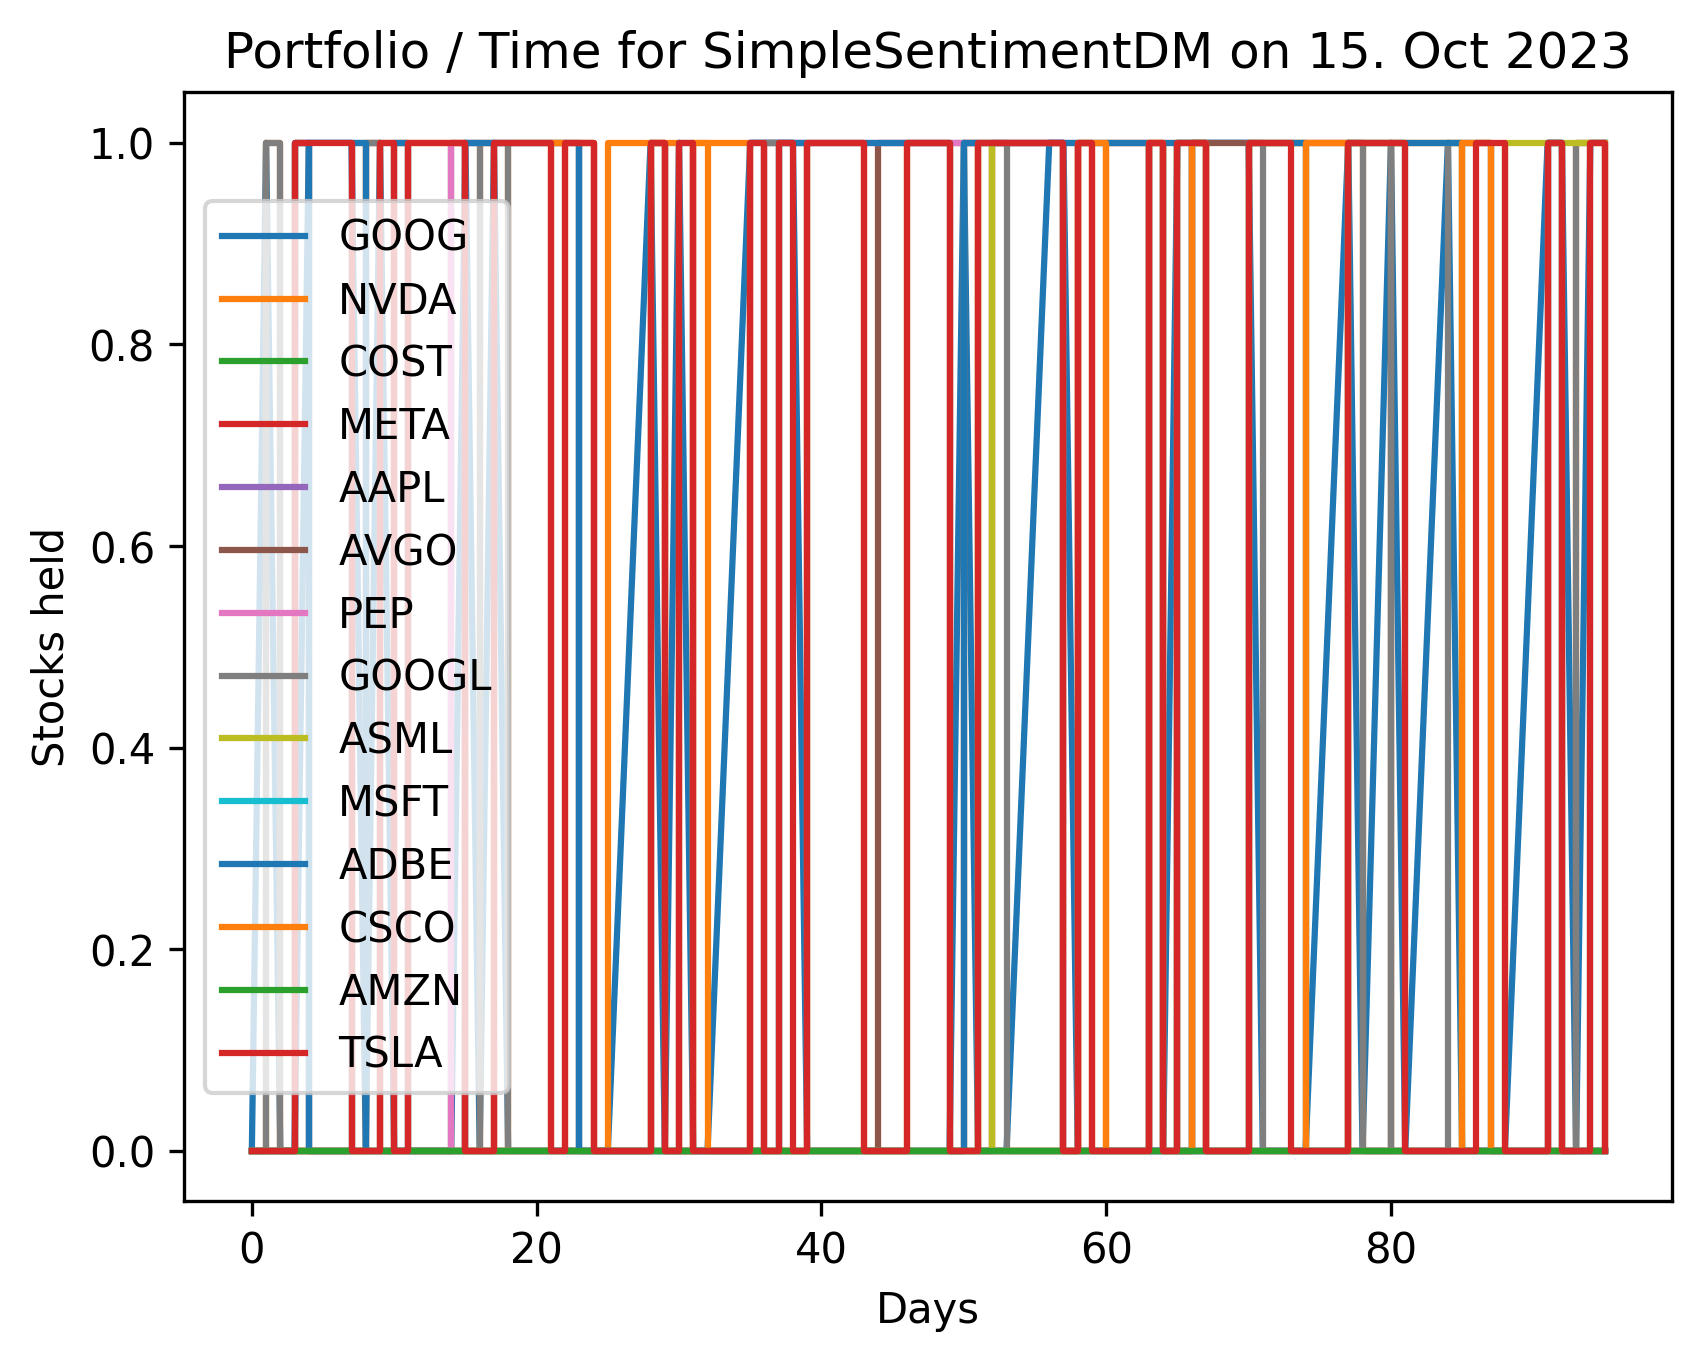 Portfolio / Time for SimpleSentimentDM on 15. Oct 2023
1.0
0.8
0.6
0.4
0.2
0.0
Stocks held
GOOG
NVDA
COST
META
AAPL
AVGO
PEP
GOOGL
ASML
MSFT
ADBE
CSCO
AMZN
TSLA
0 20 40 60 80
Days